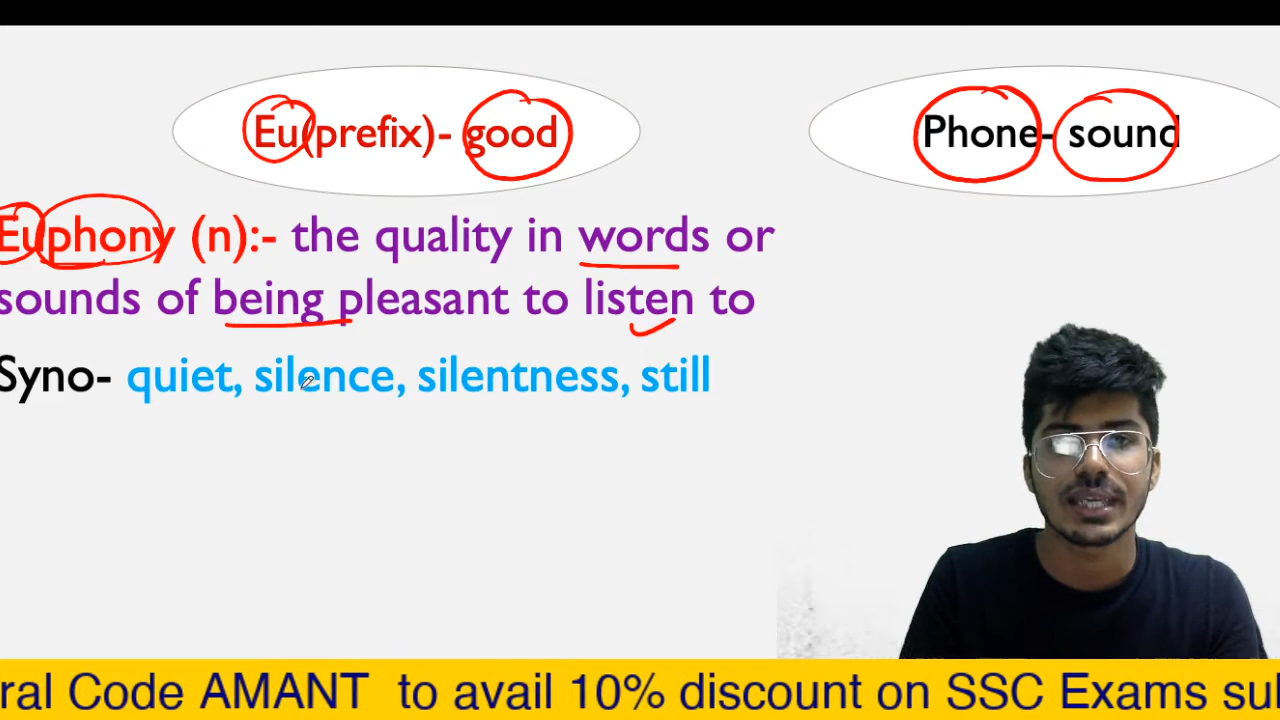 Eu(prefix)- good
Phone- sound
Euphony (n):- the quality in words or
sounds of being pleasant to listen to
Syno- quiet, silence, silentness, still
ral Code AMANT to avail 10% discount on SSC Exams sul